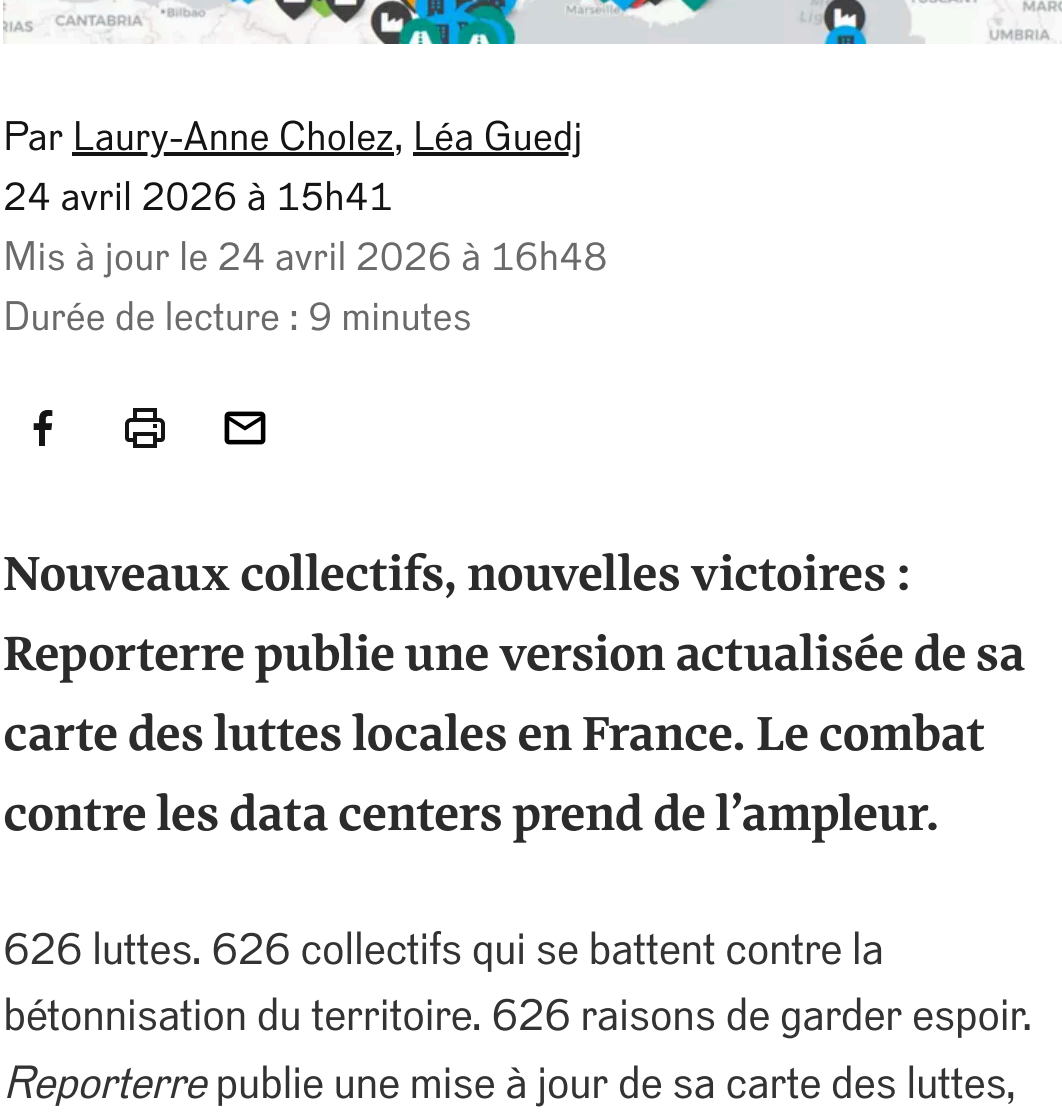 CANTABRIA
Bilbao
Marseille
UMBRIA
Par Laury-Anne Cholez, Léa Guedj
24 avril 2026 à 15h41
Mis à jour le 24 avril 2026 à 16h48
Durée de lecture : 9 minutes
Nouveaux collectifs, nouvelles victoires :
Reporterre publie une version actualisée de sa
carte des luttes locales en France. Le combat
contre les data centers prend de l’ampleur.
626 luttes. 626 collectifs qui se battent contre la
bétonnisation du territoire. 626 raisons de garder espoir.
Reporterre publie une mise à jour de sa carte des luttes,